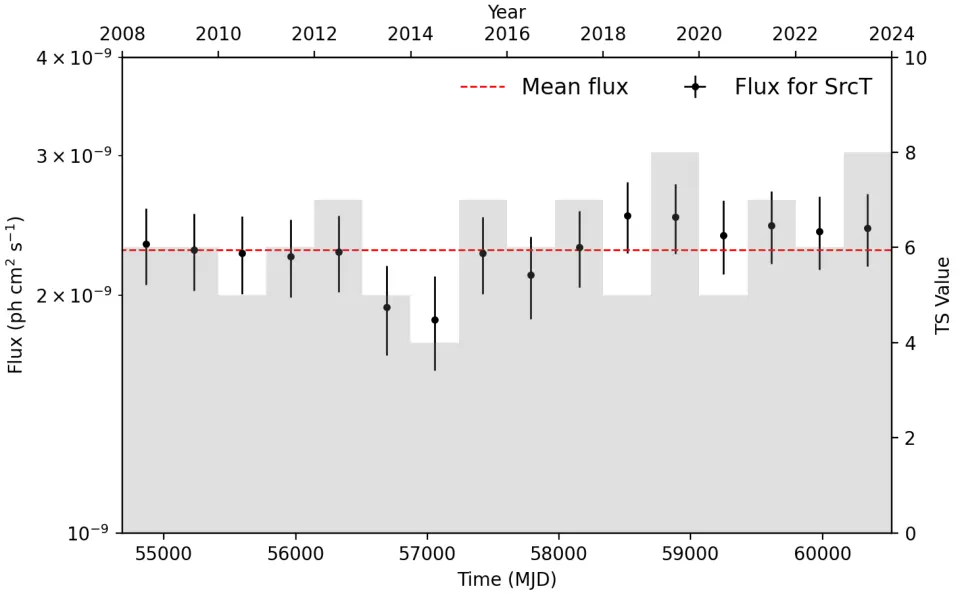 Year
2008 2010 2012 2014 2016 2018 2020 2022 2024
4 × 10⁻⁹ 10
Mean flux Flux for SrcT
8
3 × 10⁻⁹
6
2 × 10⁻⁹
4
2
10⁻⁹ 0
Flux (ph cm² s⁻¹)
TS Value
55000 56000 57000 58000 59000 60000
Time (MJD)